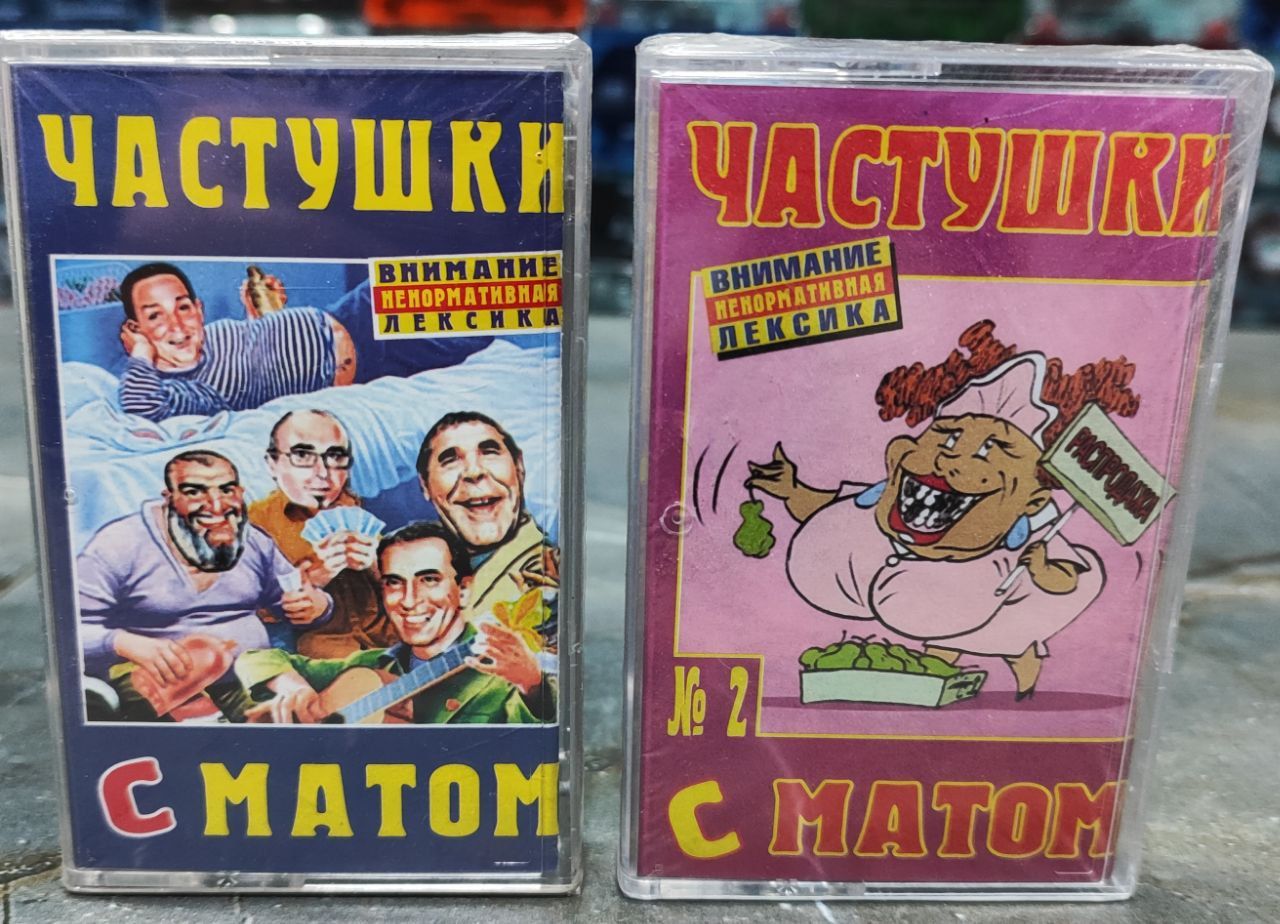 ЧАСТУШКИ
ВНИМАНИЕ
НЕНОРМАТИВНАЯ
ЛЕКСИКА
С МАТОМ
ЧАСТУШКИ
ВНИМАНИЕ
НЕНОРМАТИВНАЯ
ЛЕКСИКА
РАСПРОДАЖА
№ 2
С МАТОМ